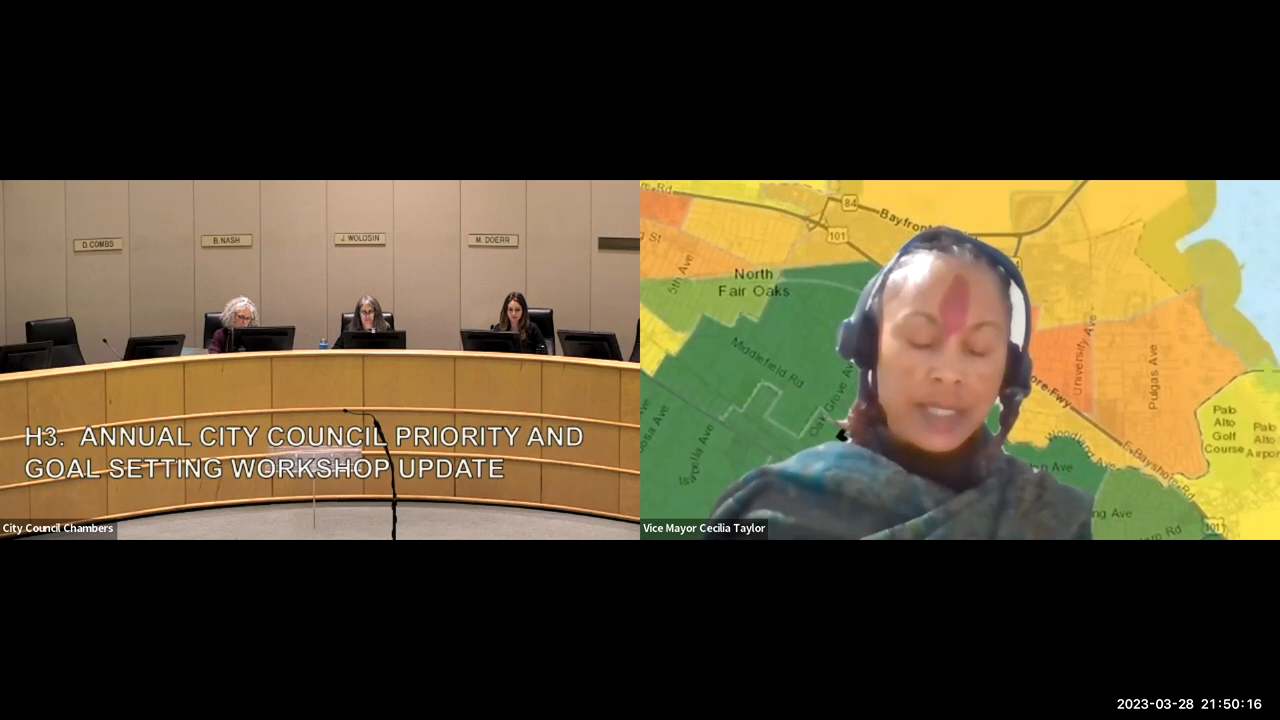 D. COMBS
B. NASH
J. WOLOSIN
M. DOERR
H3. ANNUAL CITY COUNCIL PRIORITY AND
GOAL SETTING WORKSHOP UPDATE
City Council Chambers
84
Bayfront
101
5th Ave
North
Fair Oaks
Middlefield Rd
Oak Grove Ave
University Ave
Pulgas Ave
E Bayshore Rd
Palo
Alto
Golf
Course
Palo
Alto
Airport
101
Vice Mayor Cecilia Taylor
2023-03-28 21:50:16